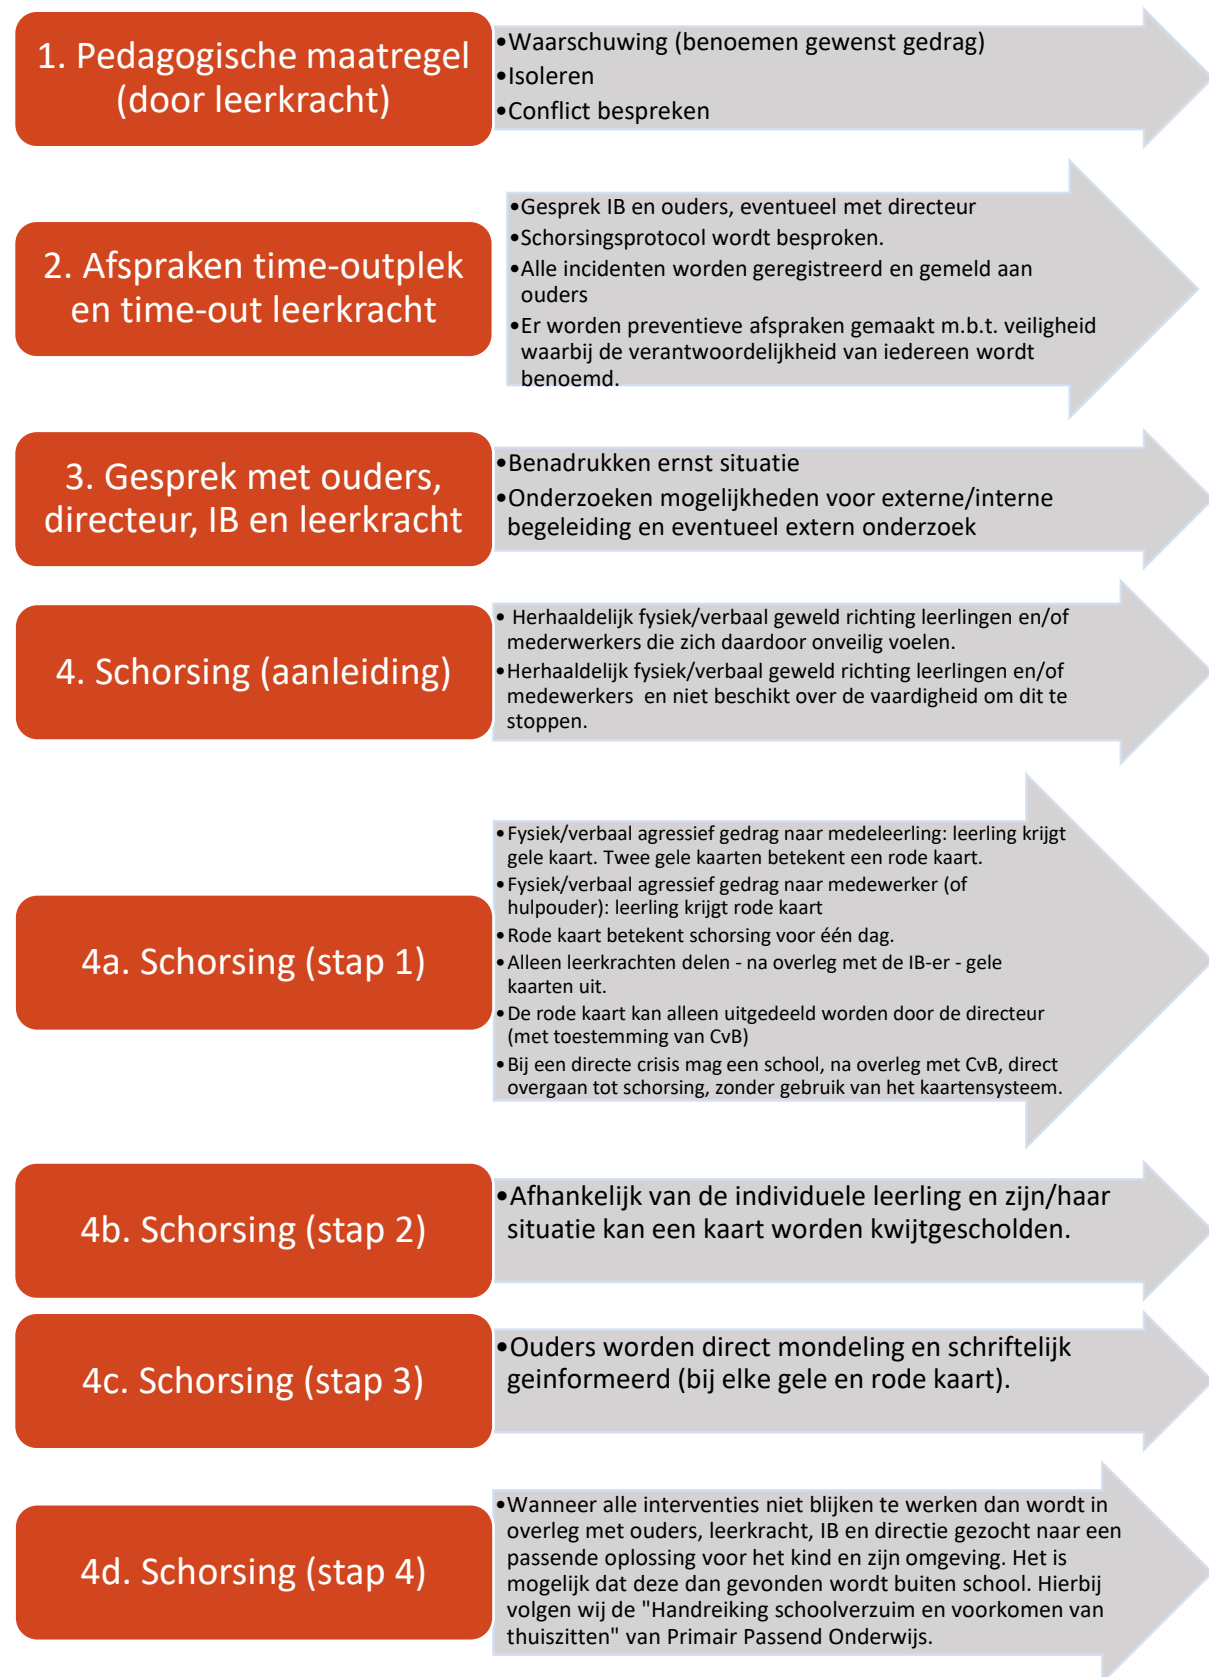 1. Pedagogische maatregel
(door leerkracht)
•Waarschuwing (benoemen gewenst gedrag)
•Isoleren
•Conflict bespreken
2. Afspraken time-outplek
en time-out leerkracht
•Gesprek IB en ouders, eventueel met directeur
•Schorsingsprotocol wordt besproken.
•Alle incidenten worden geregistreerd en gemeld aan
ouders
•Er worden preventieve afspraken gemaakt m.b.t. veiligheid
waarbij de verantwoordelijkheid van iedereen wordt
benoemd.
3. Gesprek met ouders,
directeur, IB en leerkracht
•Benadrukken ernst situatie
•Onderzoeken mogelijkheden voor externe/interne
begeleiding en eventueel extern onderzoek
4. Schorsing (aanleiding)
• Herhaaldelijk fysiek/verbaal geweld richting leerlingen en/of
mederwerkers die zich daardoor onveilig voelen.
•Herhaaldelijk fysiek/verbaal geweld richting leerlingen en/of
medewerkers en niet beschikt over de vaardigheid om dit te
stoppen.
4a. Schorsing (stap 1)
•Fysiek/verbaal agressief gedrag naar medeleerling: leerling krijgt
gele kaart. Twee gele kaarten betekent een rode kaart.
•Fysiek/verbaal agressief gedrag naar medewerker (of
hulpouder): leerling krijgt rode kaart
•Rode kaart betekent schorsing voor één dag.
•Alleen leerkrachten delen - na overleg met de IB-er - gele
kaarten uit.
•De rode kaart kan alleen uitgedeeld worden door de directeur
(met toestemming van CvB)
•Bij een directe crisis mag een school, na overleg met CvB, direct
overgaan tot schorsing, zonder gebruik van het kaartensysteem.
4b. Schorsing (stap 2)
•Afhankelijk van de individuele leerling en zijn/haar
situatie kan een kaart worden kwijtgescholden.
4c. Schorsing (stap 3)
•Ouders worden direct mondeling en schriftelijk
geinformeerd (bij elke gele en rode kaart).
4d. Schorsing (stap 4)
•Wanneer alle interventies niet blijken te werken dan wordt in
overleg met ouders, leerkracht, IB en directie gezocht naar een
passende oplossing voor het kind en zijn omgeving. Het is
mogelijk dat deze dan gevonden wordt buiten school. Hierbij
volgen wij de "Handreiking schoolverzuim en voorkomen van
thuiszitten" van Primair Passend Onderwijs.